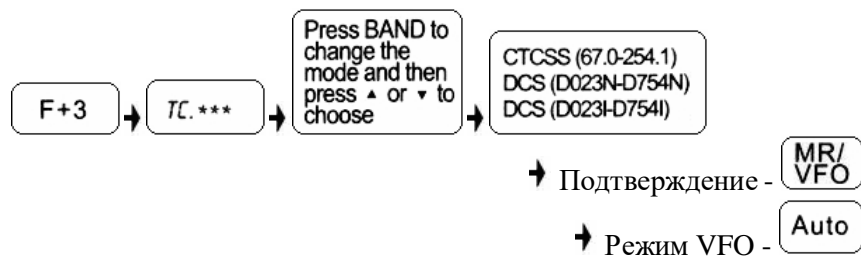 F+3
TC.***
Press BAND to
change the
mode and then
press ▲ or ▼ to
choose
CTCSS (67.0-254.1)
DCS (D023N-D754N)
DCS (D023I-D754I)
Подтверждение - MR/
VFO
Режим VFO - Auto